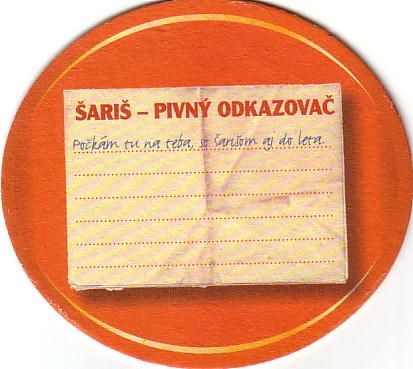 ŠARIŠ – PIVNÝ ODKAZOVAČ
Počkám tu na teba, so šarišom aj do leta.